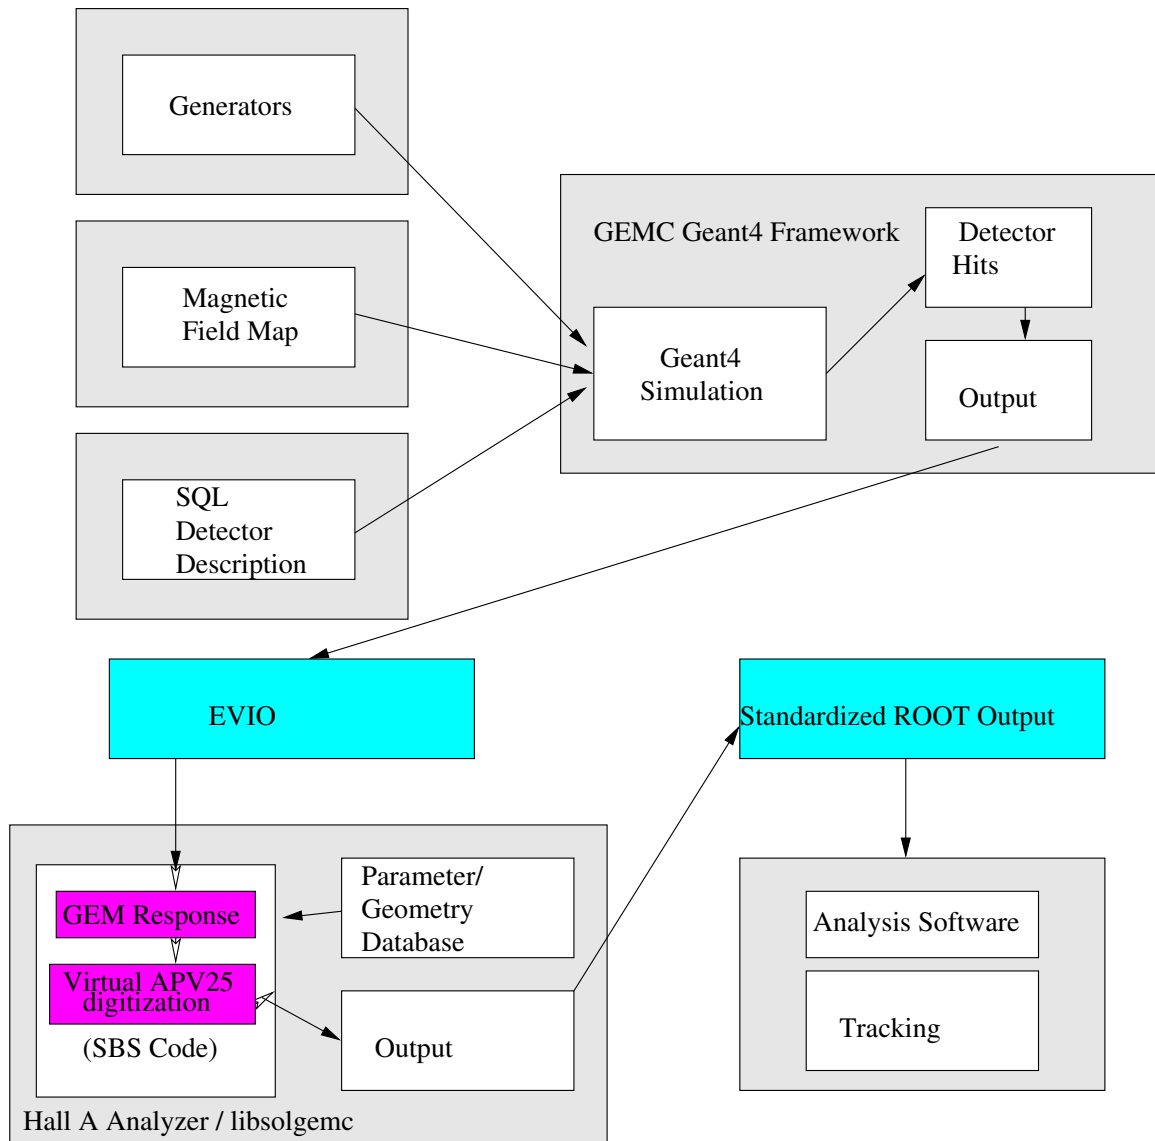 Generators
GEMC Geant4 Framework
Detector
Hits
Magnetic
Field Map
Geant4
Simulation
Output
SQL
Detector
Description
EVIO
Standardized ROOT Output
Parameter/
Geometry
Database
GEM Response
Virtual APV25
digitization
(SBS Code)
Output
Hall A Analyzer / libsolgemc
Analysis Software
Tracking